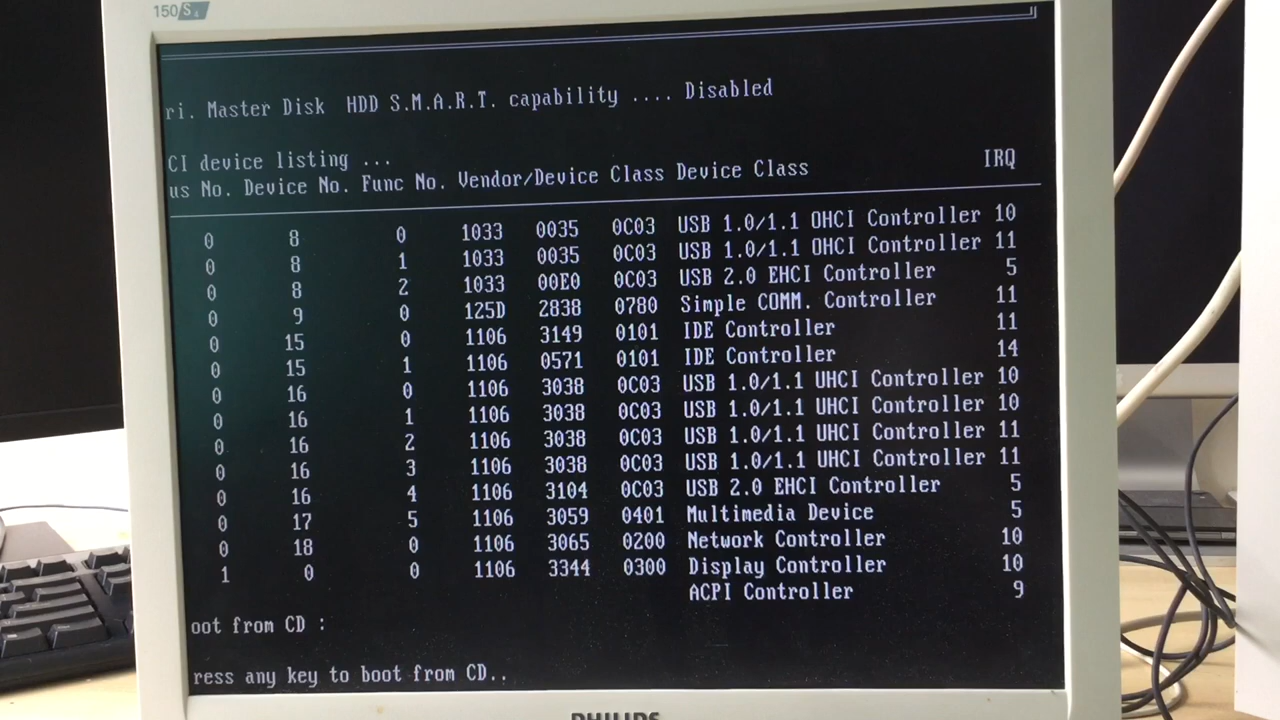 150S4
ri. Master Disk HDD S.M.A.R.T. capability .... Disabled
CI device listing ...
us No. Device No. Func No. Vendor/Device Class Device Class IRQ
0 8 0 1033 0035 0C03 USB 1.0/1.1 OHCI Controller 10
0 8 1 1033 0035 0C03 USB 1.0/1.1 OHCI Controller 11
0 8 2 1033 00E0 0C03 USB 2.0 EHCI Controller 5
0 9 0 125D 2838 0780 Simple COMM. Controller 11
0 15 0 1106 3149 0101 IDE Controller 11
0 15 1 1106 0571 0101 IDE Controller 14
0 16 0 1106 3038 0C03 USB 1.0/1.1 UHCI Controller 10
0 16 1 1106 3038 0C03 USB 1.0/1.1 UHCI Controller 10
0 16 2 1106 3038 0C03 USB 1.0/1.1 UHCI Controller 11
0 16 3 1106 3038 0C03 USB 1.0/1.1 UHCI Controller 11
0 16 4 1106 3104 0C03 USB 2.0 EHCI Controller 5
0 17 5 1106 3059 0401 Multimedia Device 5
0 18 0 1106 3065 0200 Network Controller 10
1 0 0 1106 3344 0300 Display Controller 10
ACPI Controller 9
oot from CD :
ress any key to boot from CD..
PHILIPS